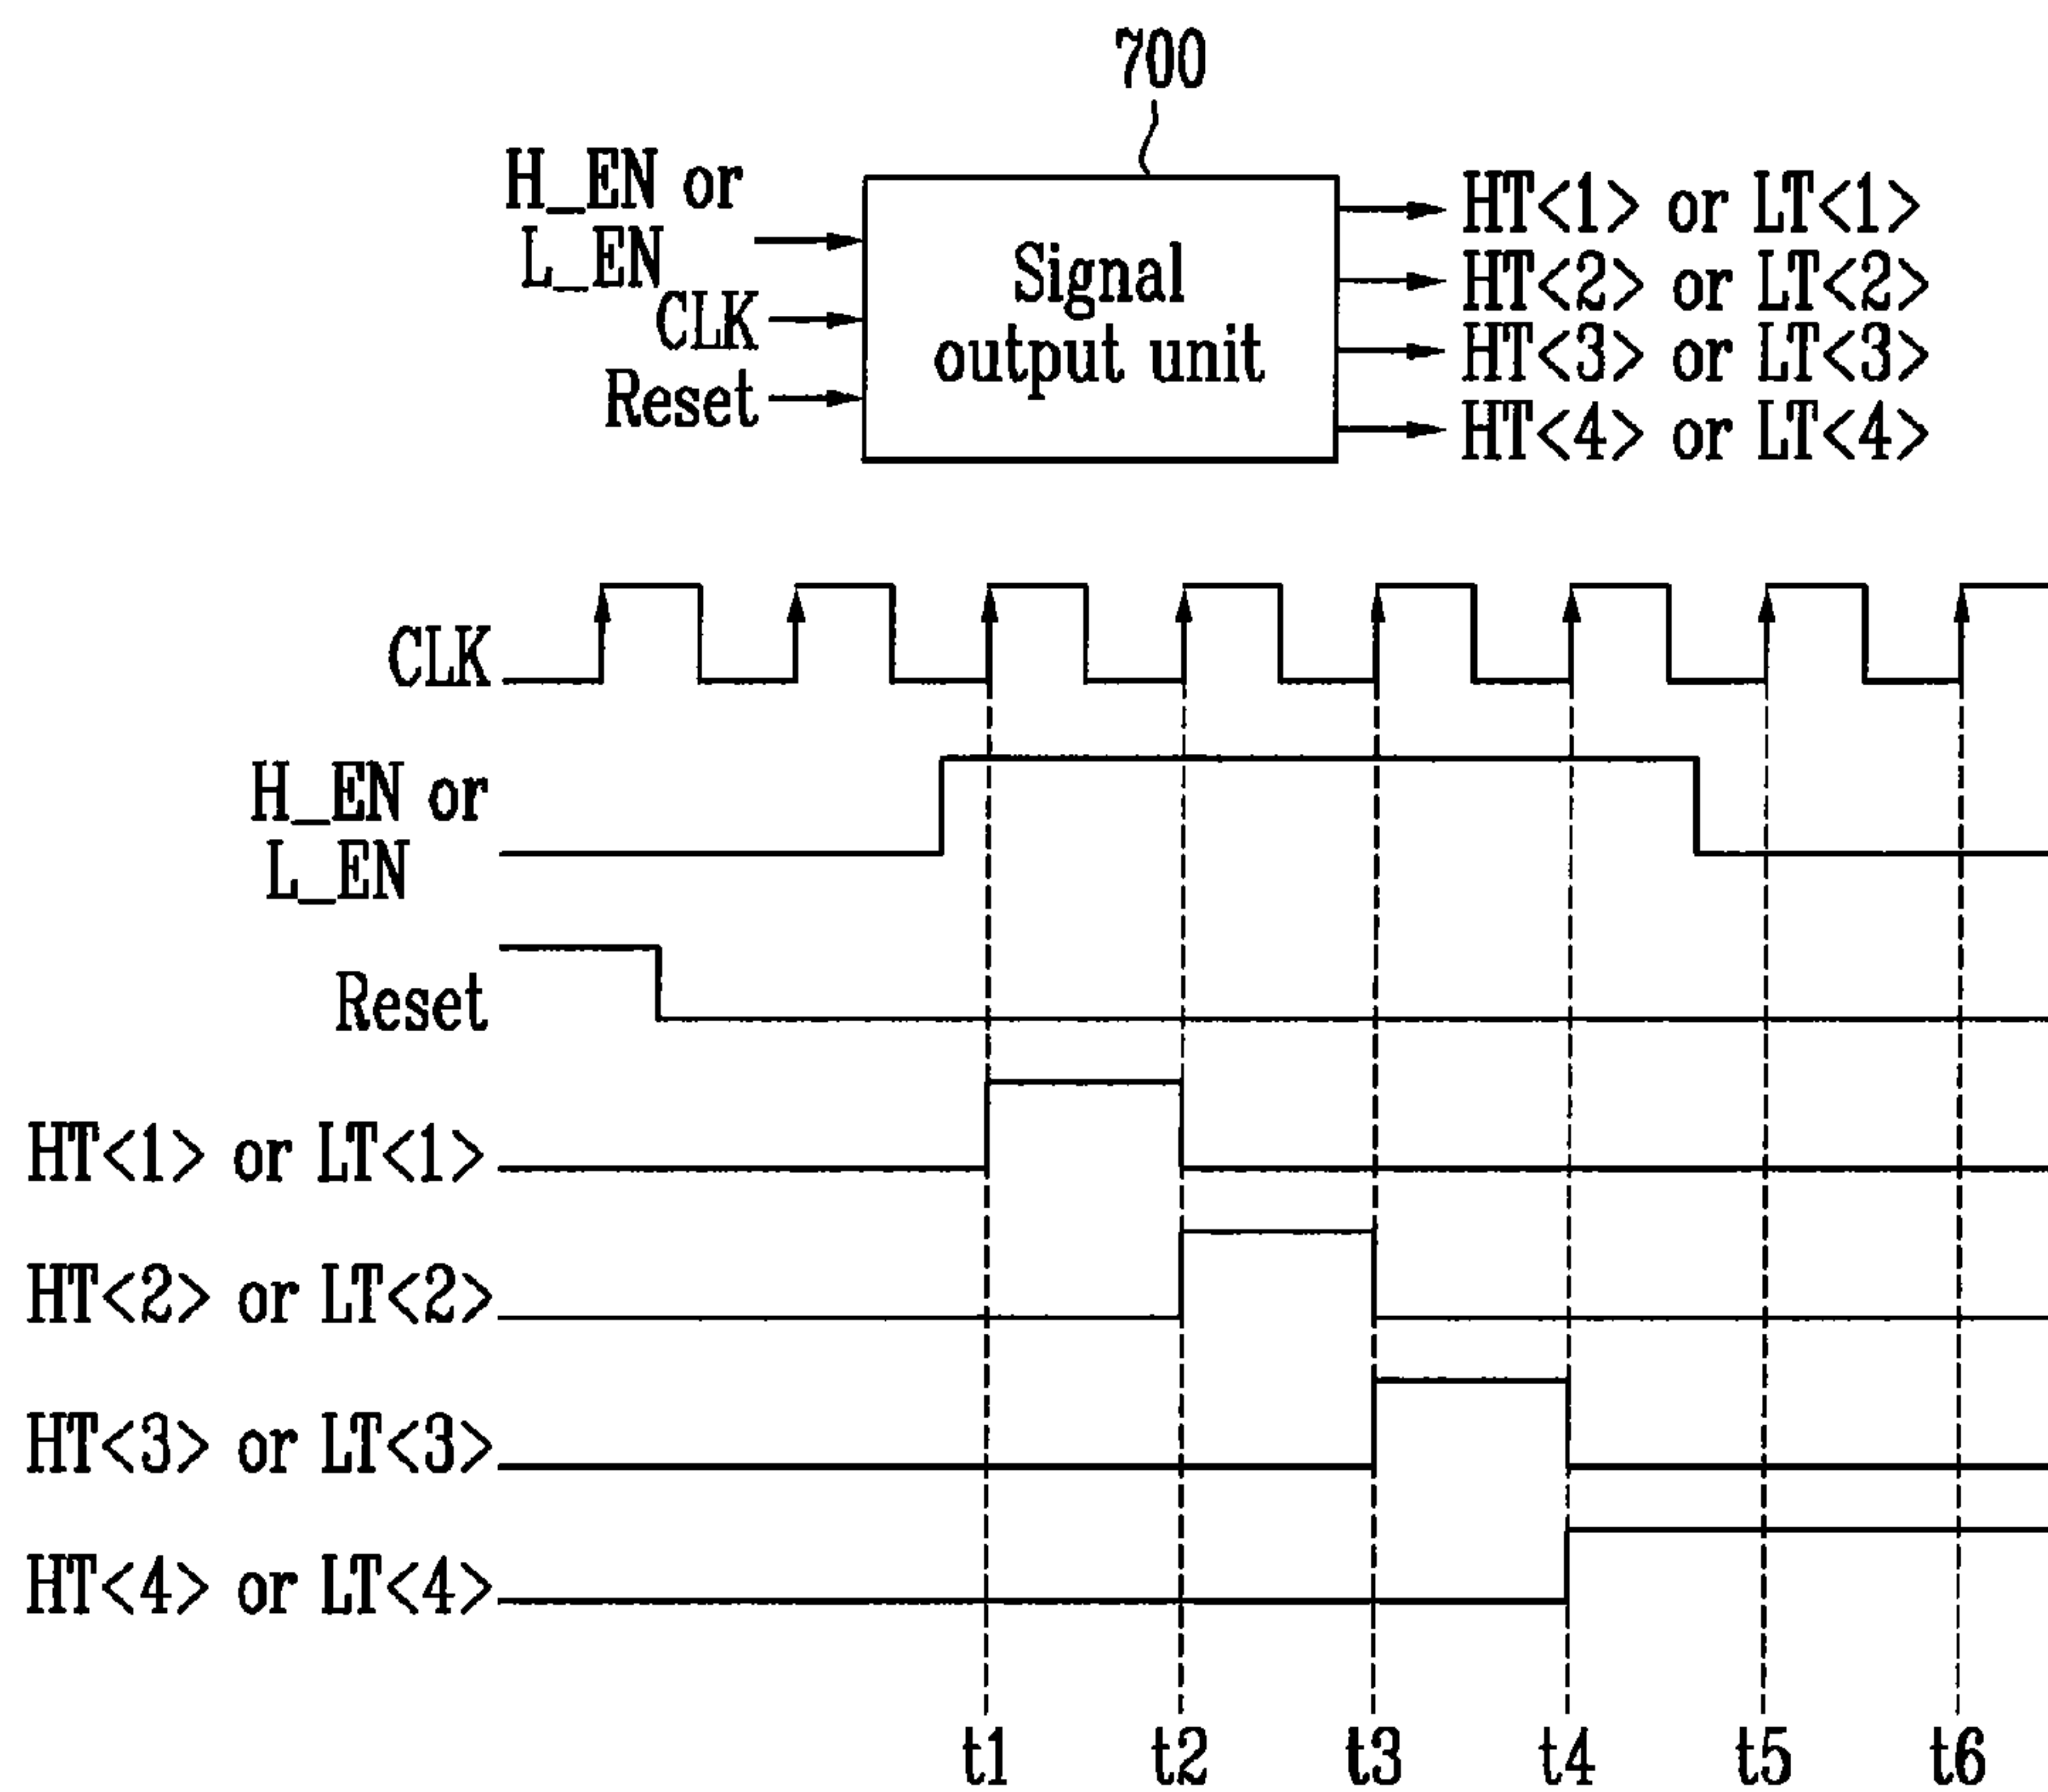 700
H_EN or
L_EN
CLK
Reset
Signal
output unit
HT<1> or LT<1>
HT<2> or LT<2>
HT<3> or LT<3>
HT<4> or LT<4>
CLK
H_EN or
L_EN
Reset
HT<1> or LT<1>
HT<2> or LT<2>
HT<3> or LT<3>
HT<4> or LT<4>
t1 t2 t3 t4 t5 t6